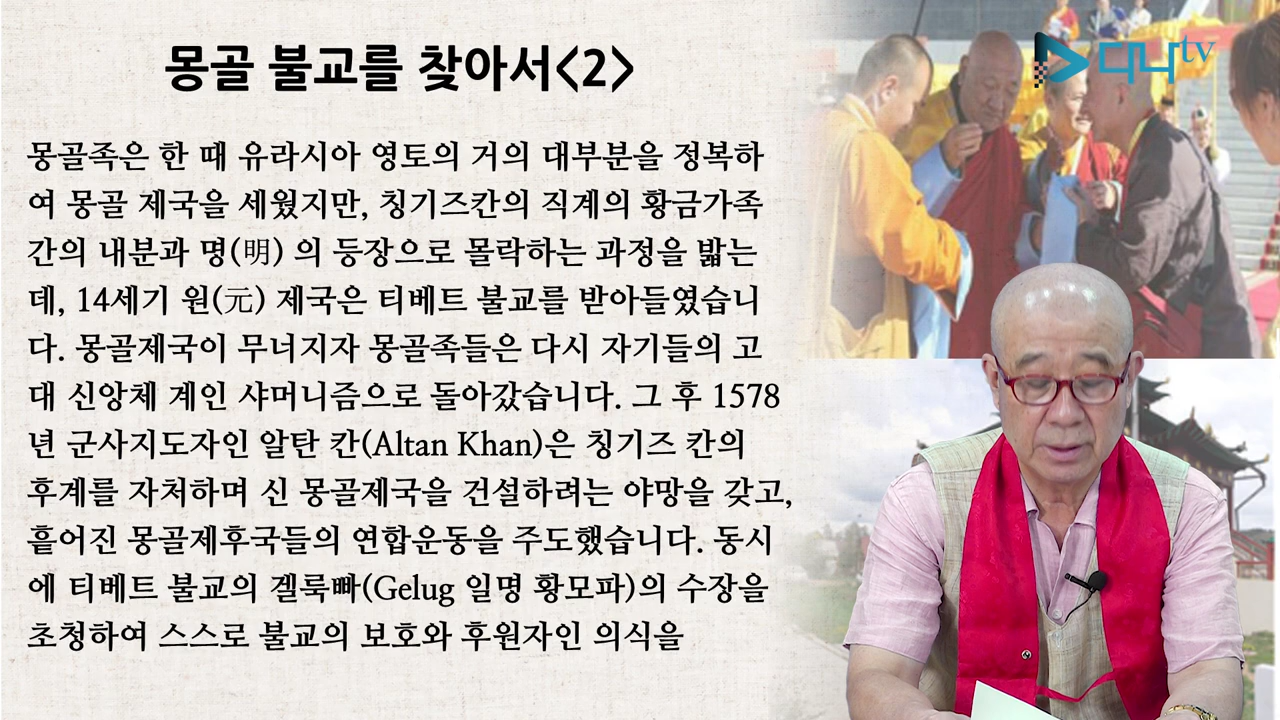 몽골 불교를 찾아서<2>
몽골족은 한 때 유라시아 영토의 거의 대부분을 정복하
여 몽골 제국을 세웠지만, 칭기즈칸의 직계의 황금가족
간의 내분과 명(明) 의 등장으로 몰락하는 과정을 밟는
데, 14세기 원(元) 제국은 티베트 불교를 받아들였습니
다. 몽골제국이 무너지자 몽골족들은 다시 자기들의 고
대 신앙체 계인 샤머니즘으로 돌아갔습니다. 그 후 1578
년 군사지도자인 알탄 칸(Altan Khan)은 칭기즈 칸의
후계를 자처하며 신 몽골제국을 건설하려는 야망을 갖고,
흩어진 몽골제후국들의 연합운동을 주도했습니다. 동시
에 티베트 불교의 겔룩빠(Gelug 일명 황모파)의 수장을
초청하여 스스로 불교의 보호와 후원자인 의식을
tv